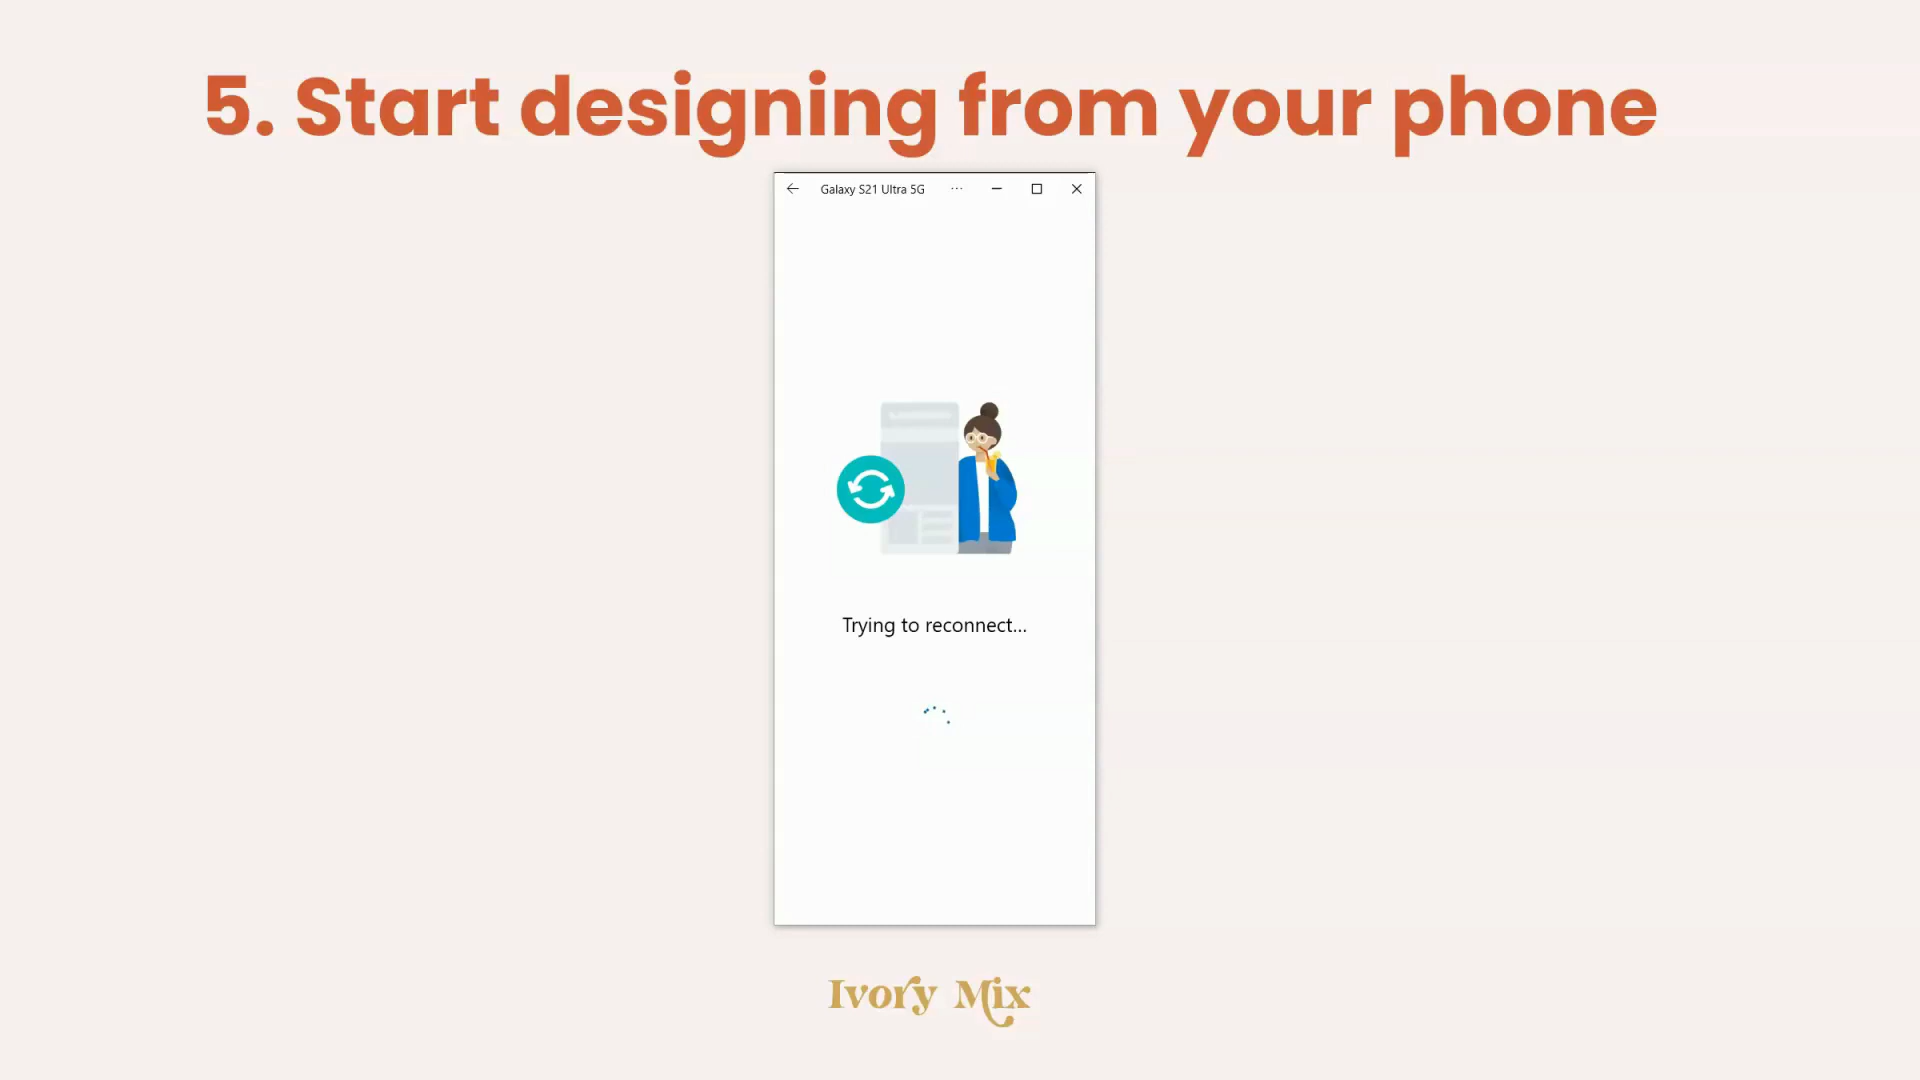 5. Start designing from your phone
Galaxy S21 Ultra 5G
Trying to reconnect...
Ivory Mix